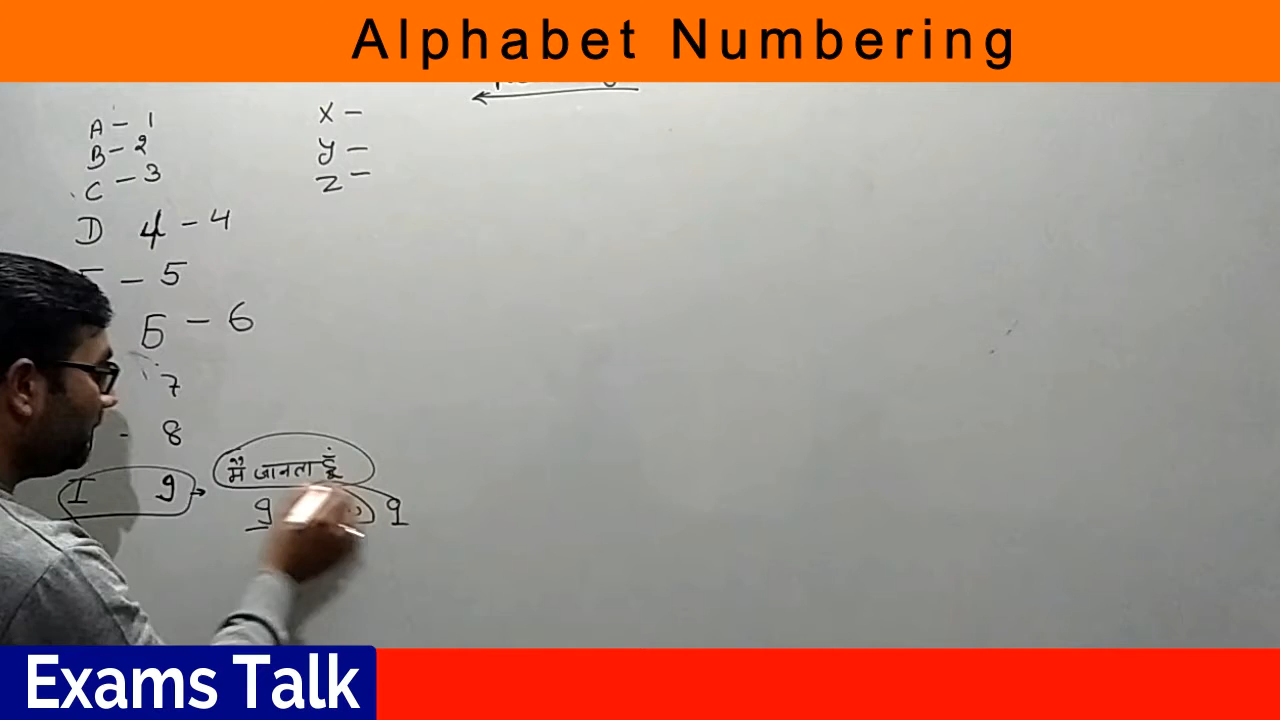 Alphabet Numbering
A - 1
B - 2
C - 3
D 4 - 4
- 5
5 - 6
7
- 8
I 9
मैं जानता हूँ
9 9
X -
y -
Z -
Exams Talk